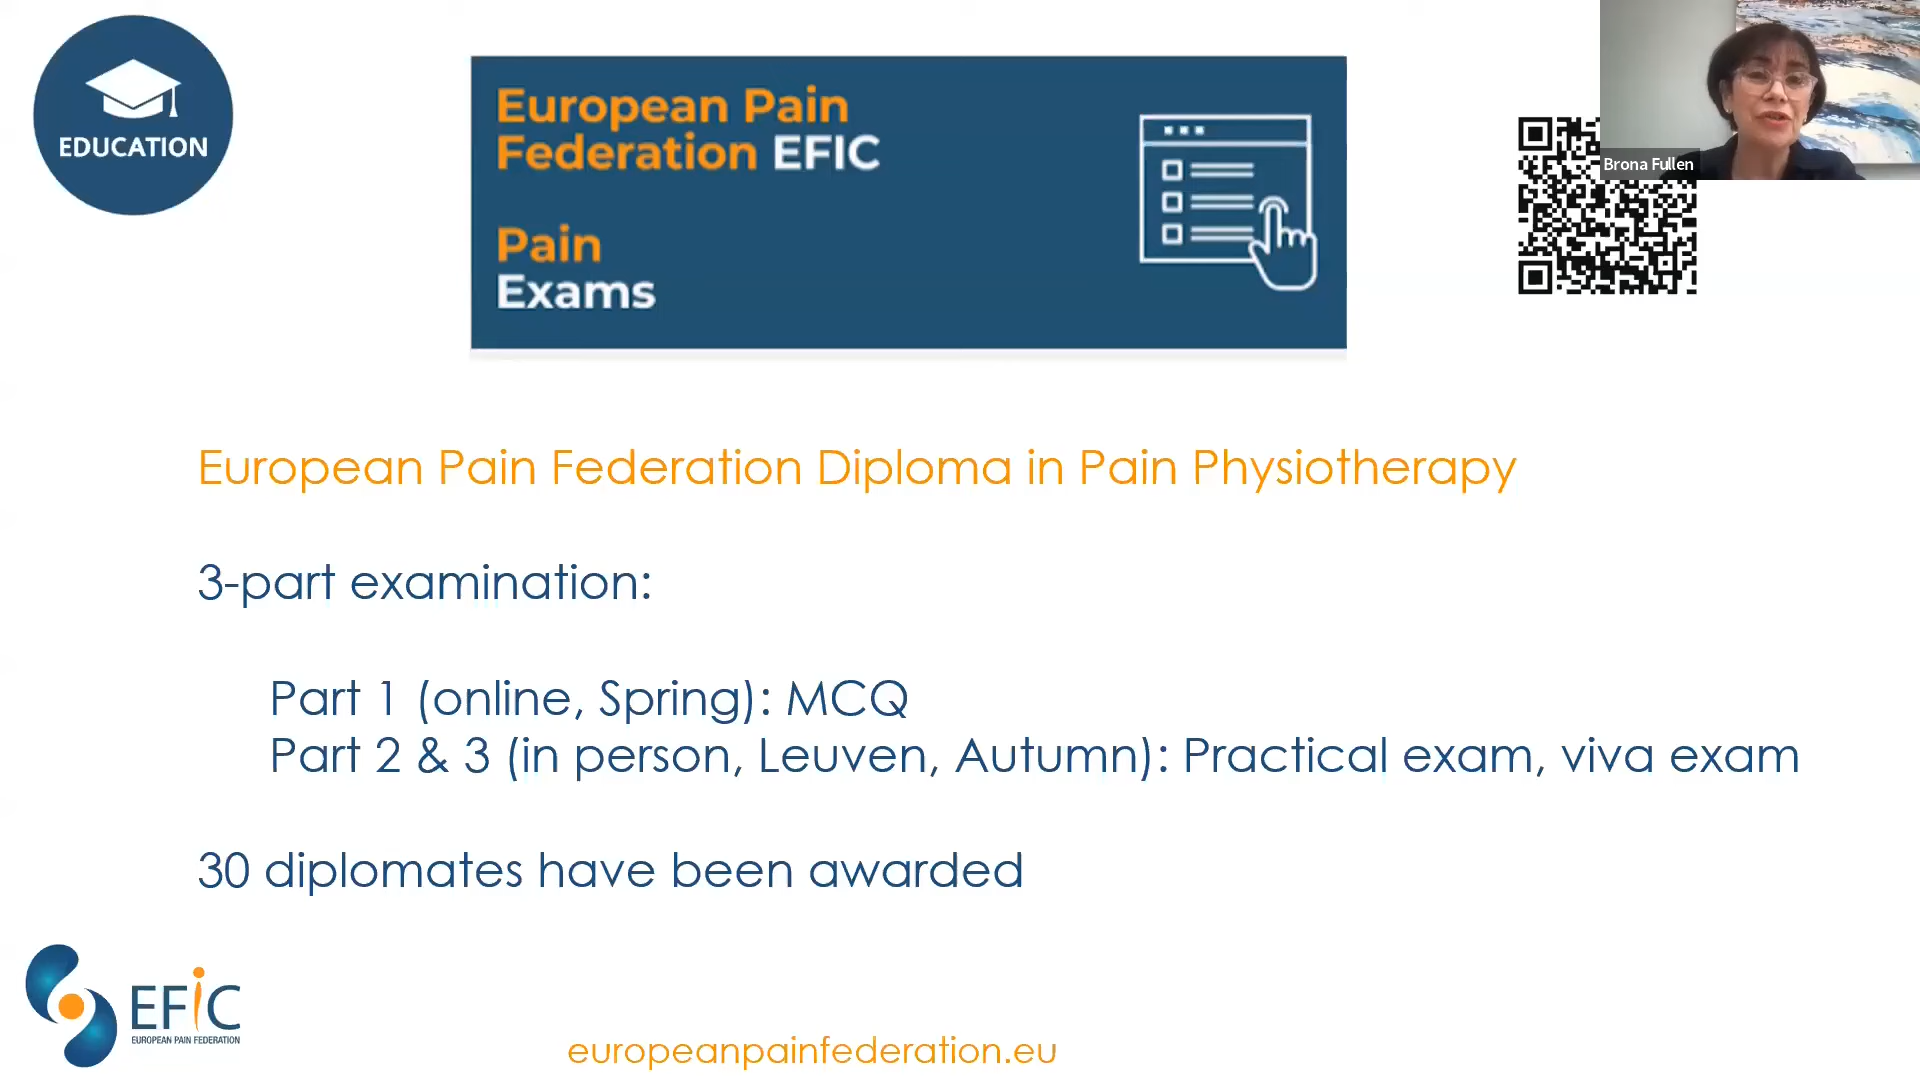 EDUCATION
European Pain
Federation EFIC
Pain
Exams
Brona Fullen
European Pain Federation Diploma in Pain Physiotherapy
3-part examination:
Part 1 (online, Spring): MCQ
Part 2 & 3 (in person, Leuven, Autumn): Practical exam, viva exam
30 diplomates have been awarded
EFiC
EUROPEAN PAIN FEDERATION
europeanpainfederation.eu